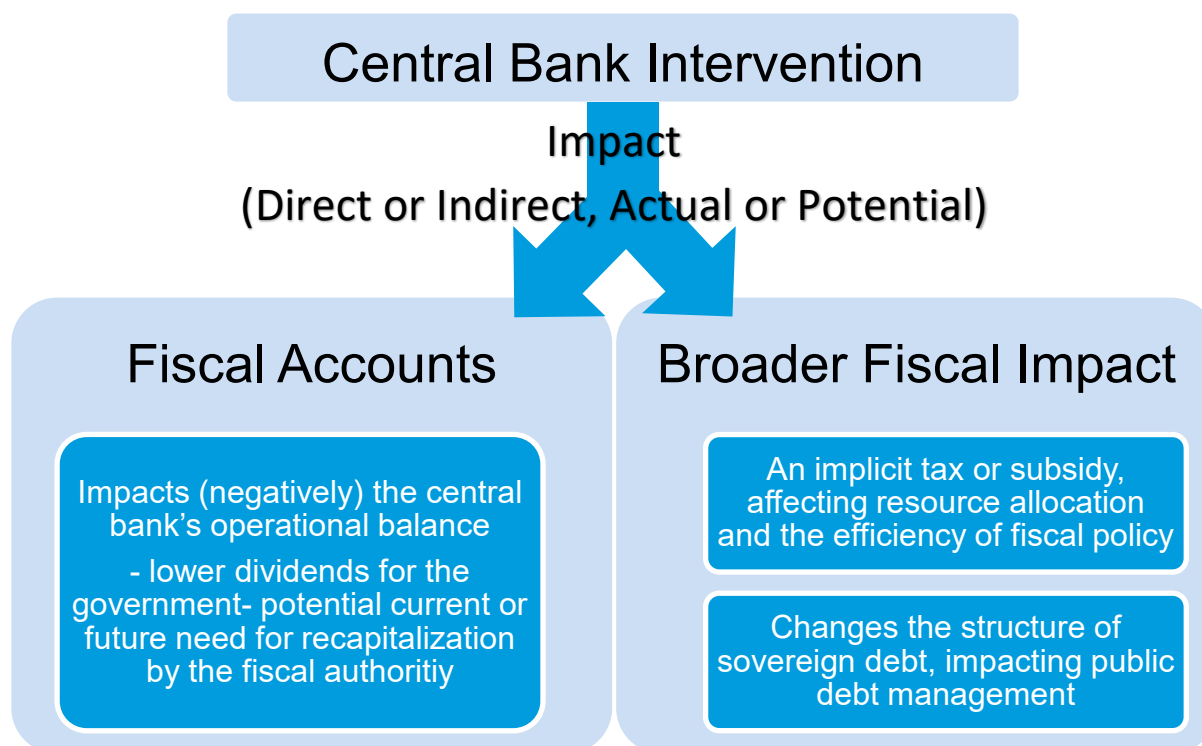 Central Bank Intervention
Impact
(Direct or Indirect, Actual or Potential)
Fiscal Accounts
Impacts (negatively) the central
bank’s operational balance
- lower dividends for the
government- potential current or
future need for recapitalization
by the fiscal authoritiy
Broader Fiscal Impact
An implicit tax or subsidy,
affecting resource allocation
and the efficiency of fiscal policy
Changes the structure of
sovereign debt, impacting public
debt management